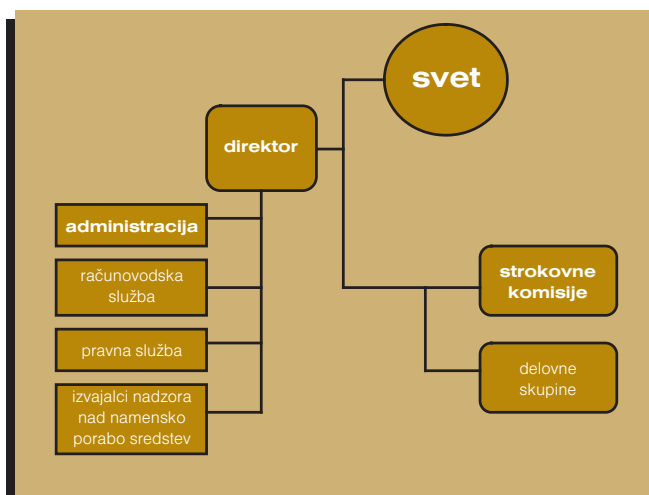 svet
direktor
administracija
računovodska
služba
pravna služba
izvajalci nadzora
nad namensko
porabo sredstev
strokovne
komisije
delovne
skupine